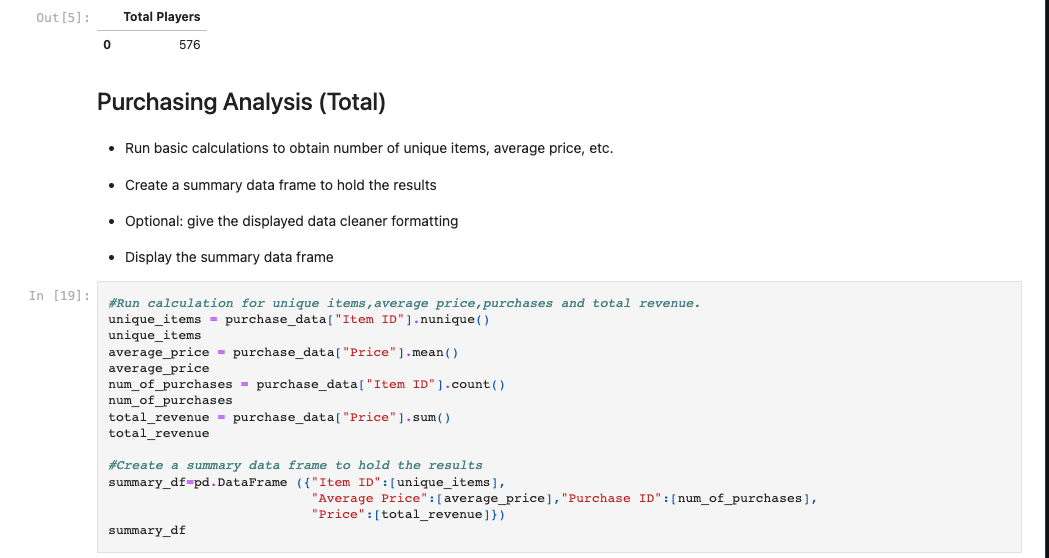 Out[5]:
Total Players
0 576
Purchasing Analysis (Total)
• Run basic calculations to obtain number of unique items, average price, etc.
• Create a summary data frame to hold the results
• Optional: give the displayed data cleaner formatting
• Display the summary data frame
In [19]:
#Run calculation for unique items,average price,purchases and total revenue.
unique_items = purchase_data["Item ID"].nunique()
unique_items
average_price = purchase_data["Price"].mean()
average_price
num_of_purchases = purchase_data["Item ID"].count()
num_of_purchases
total_revenue = purchase_data["Price"].sum()
total_revenue
#Create a summary data frame to hold the results
summary_df=pd.DataFrame ({"Item ID":[unique_items],
"Average Price":[average_price],"Purchase ID":[num_of_purchases],
"Price":[total_revenue]})
summary_df